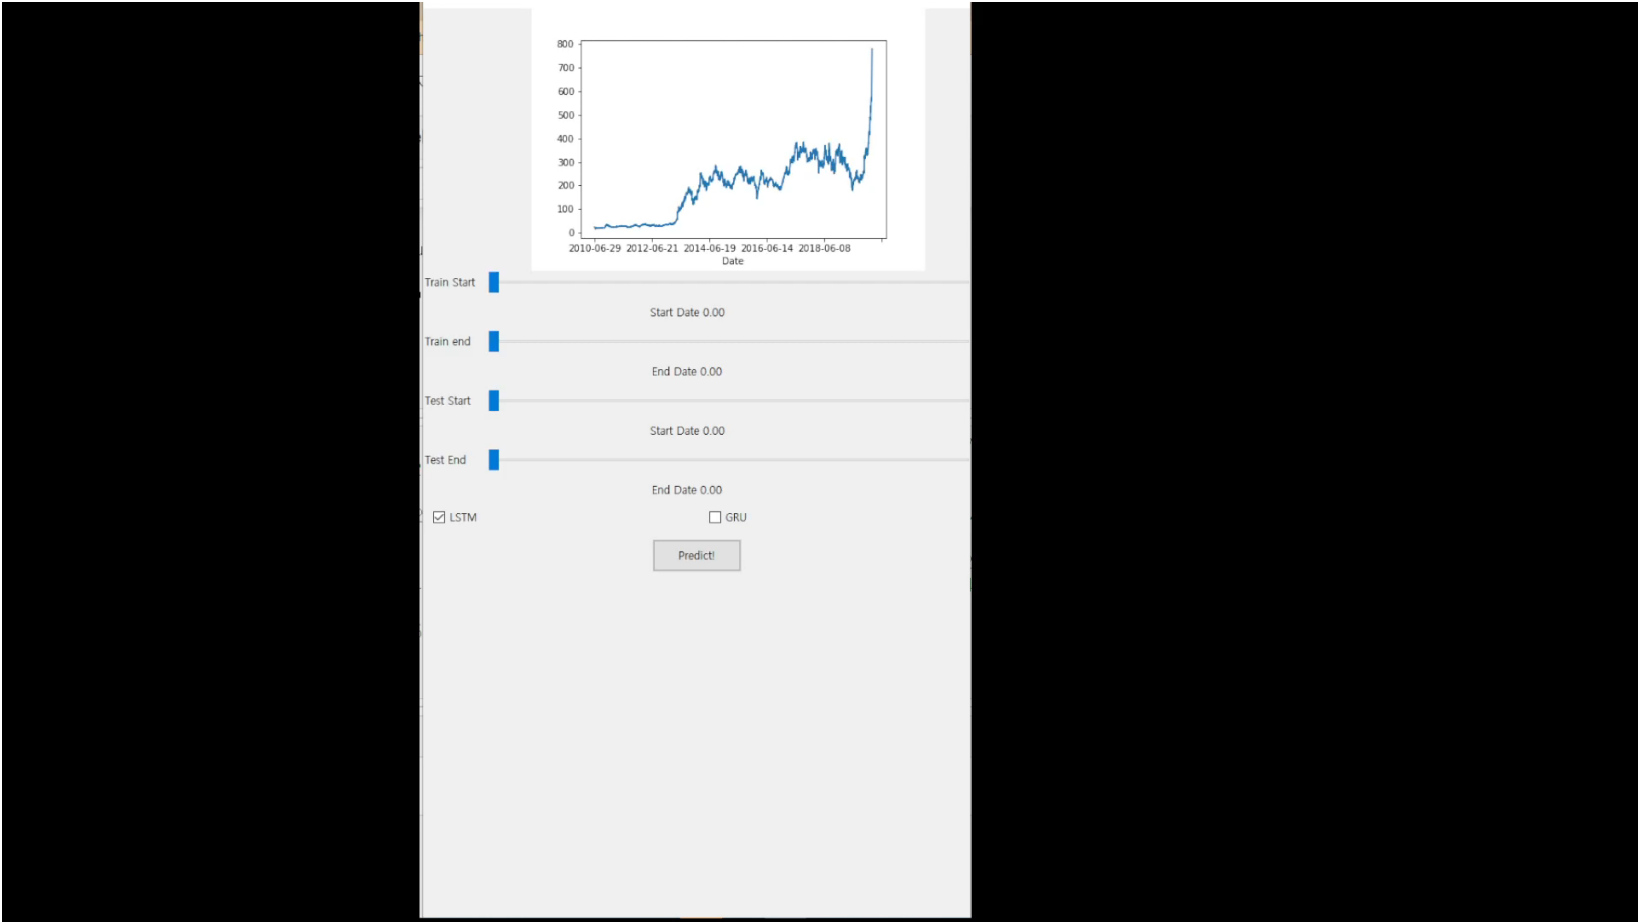 800
700
600
500
400
300
200
100
0
2010-06-29 2012-06-21 2014-06-19 2016-06-14 2018-06-08
Date
Train Start
Start Date 0.00
Train end
End Date 0.00
Test Start
Start Date 0.00
Test End
End Date 0.00
LSTM GRU
Predict!